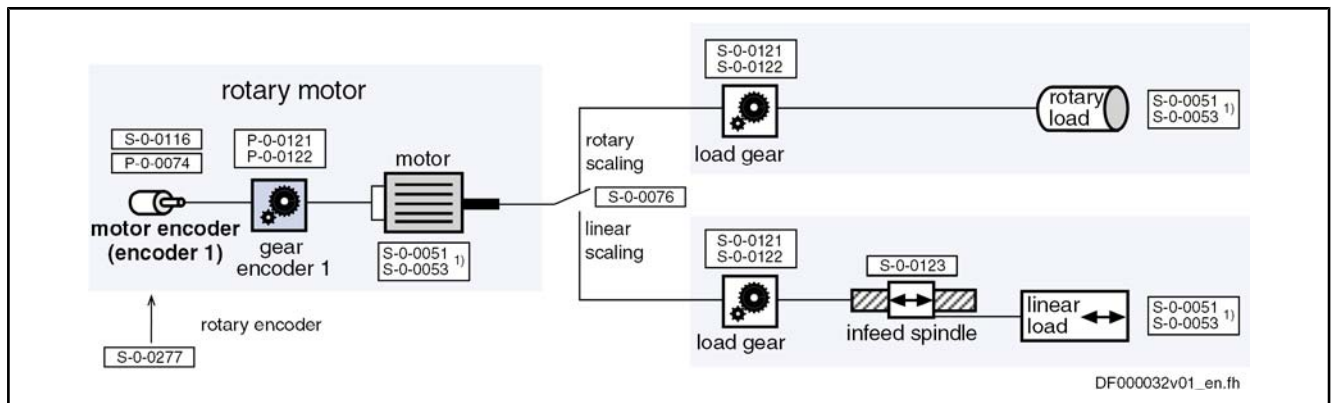 rotary motor
S-0-0116
P-0-0074
P-0-0121
P-0-0122
motor
motor encoder
(encoder 1)
gear
encoder 1
S-0-0051
S-0-0053 1)
rotary encoder
S-0-0277
rotary
scaling
S-0-0076
linear
scaling
S-0-0121
S-0-0122
load gear
rotary
load
S-0-0051
S-0-0053 1)
S-0-0121
S-0-0122
load gear
S-0-0123
infeed spindle
linear
load
S-0-0051
S-0-0053 1)
DF000032v01_en.fh